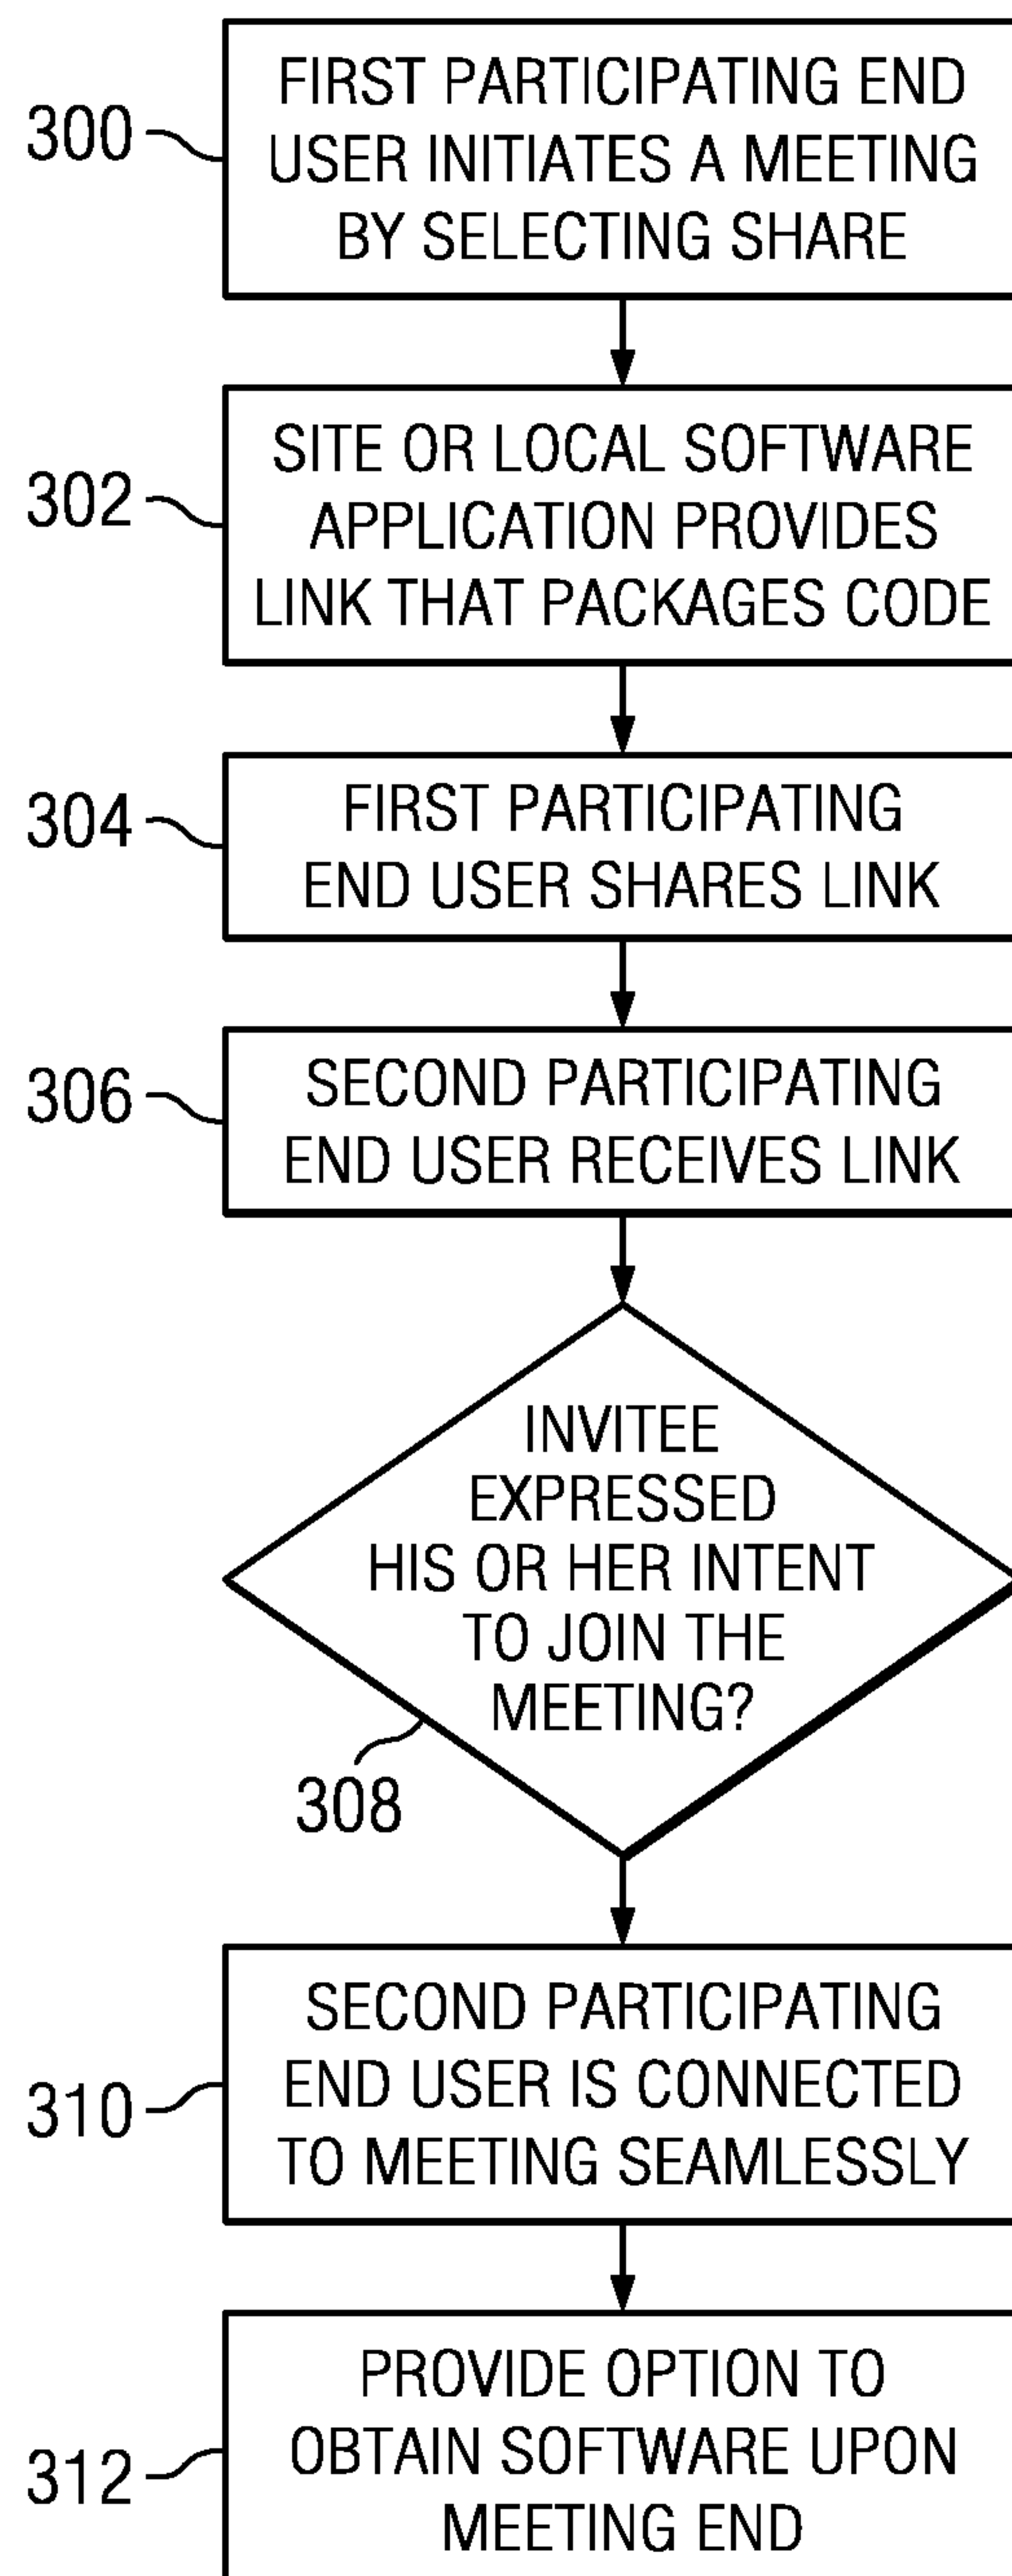 300
FIRST PARTICIPATING END
USER INITIATES A MEETING
BY SELECTING SHARE
302
SITE OR LOCAL SOFTWARE
APPLICATION PROVIDES
LINK THAT PACKAGES CODE
304
FIRST PARTICIPATING
END USER SHARES LINK
306
SECOND PARTICIPATING
END USER RECEIVES LINK
INVITEE
EXPRESSED
HIS OR HER INTENT
TO JOIN THE
MEETING?
308
310
SECOND PARTICIPATING
END USER IS CONNECTED
TO MEETING SEAMLESSLY
312
PROVIDE OPTION TO
OBTAIN SOFTWARE UPON
MEETING END